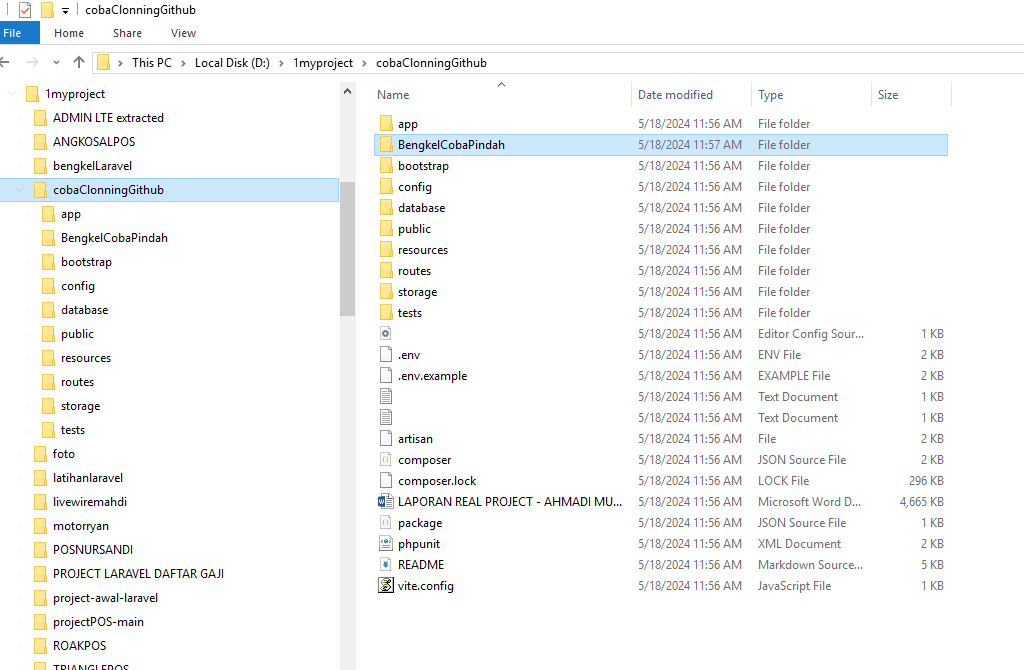 cobaClonningGithub
File Home Share View
This PC Local Disk (D:) 1myproject cobaClonningGithub
1myproject
ADMIN LTE extracted
ANGKOSALPOS
bengkelLaravel
cobaClonningGithub
app
BengkelCobaPindah
bootstrap
config
database
public
resources
routes
storage
tests
foto
latihanlaravel
livewiremahdi
motorryan
POSNURSANDI
PROJECT LARAVEL DAFTAR GAJI
project-awal-laravel
projectPOS-main
ROAKPOS
TRIANGLEPOS
Name Date modified Type Size
app 5/18/2024 11:56 AM File folder
BengkelCobaPindah 5/18/2024 11:57 AM File folder
bootstrap 5/18/2024 11:56 AM File folder
config 5/18/2024 11:56 AM File folder
database 5/18/2024 11:56 AM File folder
public 5/18/2024 11:56 AM File folder
resources 5/18/2024 11:56 AM File folder
routes 5/18/2024 11:56 AM File folder
storage 5/18/2024 11:56 AM File folder
tests 5/18/2024 11:56 AM File folder
5/18/2024 11:56 AM Editor Config Sour... 1 KB
.env 5/18/2024 11:56 AM ENV File 2 KB
.env.example 5/18/2024 11:56 AM EXAMPLE File 2 KB
5/18/2024 11:56 AM Text Document 1 KB
5/18/2024 11:56 AM Text Document 1 KB
artisan 5/18/2024 11:56 AM File 2 KB
composer 5/18/2024 11:56 AM JSON Source File 2 KB
composer.lock 5/18/2024 11:56 AM LOCK File 296 KB
LAPORAN REAL PROJECT - AHMADI MU... 5/18/2024 11:56 AM Microsoft Word D... 4,665 KB
package 5/18/2024 11:56 AM JSON Source File 1 KB
phpunit 5/18/2024 11:56 AM XML Document 2 KB
README 5/18/2024 11:56 AM Markdown Source... 5 KB
vite.config 5/18/2024 11:56 AM JavaScript File 1 KB